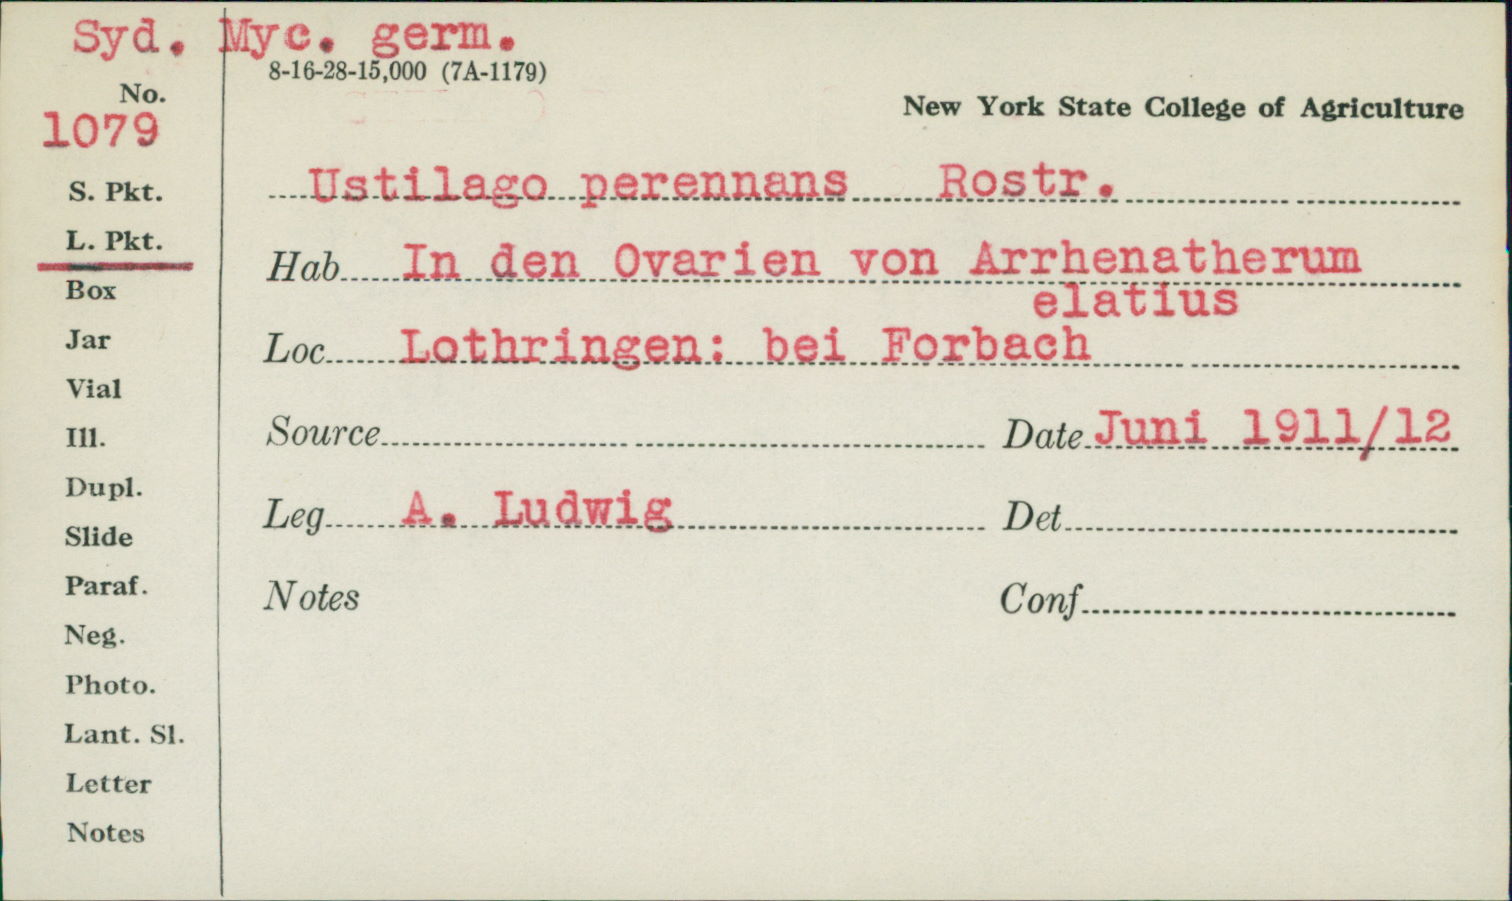 Syd. Myc. germ.
8-16-28-15,000 (7A-1179)
No.
1079
New York State College of Agriculture
S. Pkt.
Ustilago perennans Rostr.
L. Pkt.
Hab In den Ovarien von Arrhenatherum
elatius
Box
Jar
Loc Lothringen: bei Forbach
Vial
Ill.
Source Date Juni 1911/12
Dupl.
Slide
Leg A. Ludwig Det
Paraf.
Notes Conf
Neg.
Photo.
Lant. Sl.
Letter
Notes